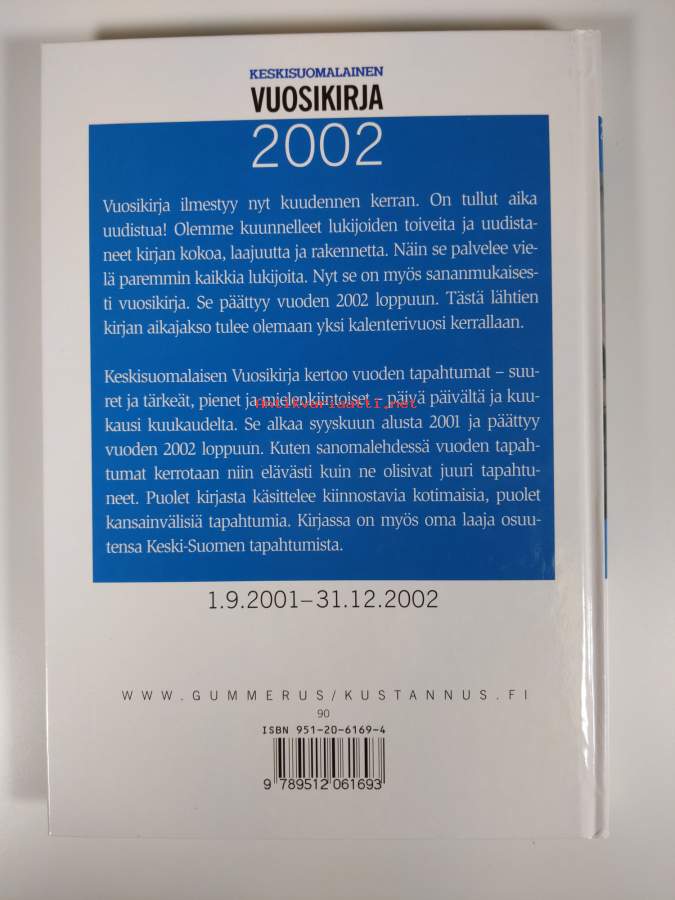 KESKISUOMALAINEN
VUOSIKIRJA
2002
Vuosikirja ilmestyy nyt kuudennen kerran. On tullut aika
uudistua! Olemme kuunnelleet lukijoiden toiveita ja uudista-
neet kirjan kokoa, laajuutta ja rakennetta. Näin se palvelee vie-
lä paremmin kaikkia lukijoita. Nyt se on myös sananmukaises-
ti vuosikirja. Se päättyy vuoden 2002 loppuun. Tästä lähtien
kirjan aikajakso tulee olemaan yksi kalenterivuosi kerrallaan.
Keskisuomalaisen Vuosikirja kertoo vuoden tapahtumat – suu-
ret ja tärkeät, pienet ja mielenkiintoiset – päivä päivältä ja kuu-
Antikvariaatti.net
kausi kuukaudelta. Se alkaa syyskuun alusta 2001 ja päättyy
vuoden 2002 loppuun. Kuten sanomalehdessä vuoden tapah-
tumat kerrotaan niin elävästi kuin ne olisivat juuri tapahtu-
neet. Puolet kirjasta käsittelee kiinnostavia kotimaisia, puolet
kansainvälisiä tapahtumia. Kirjassa on myös oma laaja osuu-
tensa Keski-Suomen tapahtumista.
1.9.2001–31.12.2002
WWW.GUMMERUS/KUSTANNUS.FI
90
ISBN 951-20-6169-4
9 789512 061693